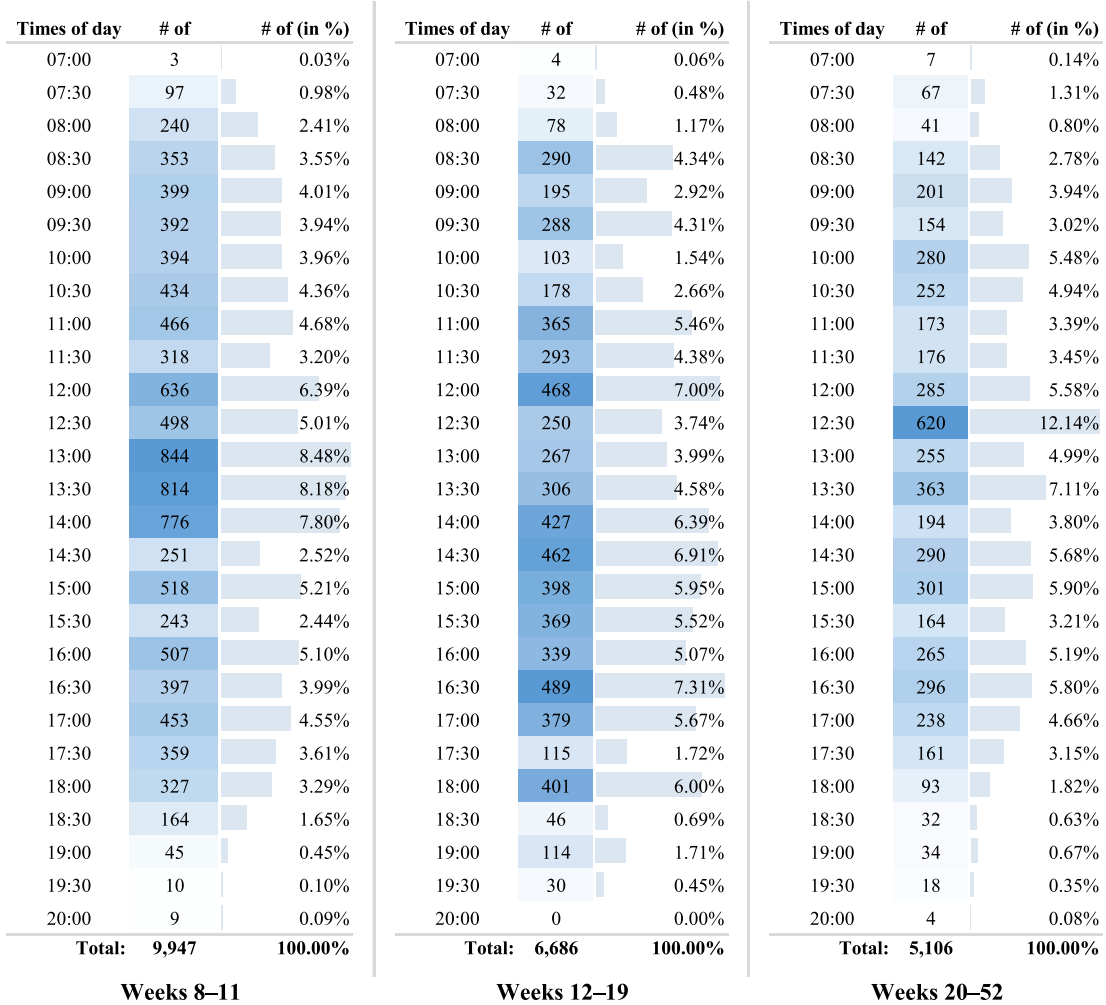 Times of day # of # of (in %) Times of day # of # of (in %) Times of day # of # of (in %)
07:00 3 0.03% 07:00 4 0.06% 07:00 7 0.14%
07:30 97 0.98% 07:30 32 0.48% 07:30 67 1.31%
08:00 240 2.41% 08:00 78 1.17% 08:00 41 0.80%
08:30 353 3.55% 08:30 290 4.34% 08:30 142 2.78%
09:00 399 4.01% 09:00 195 2.92% 09:00 201 3.94%
09:30 392 3.94% 09:30 288 4.31% 09:30 154 3.02%
10:00 394 3.96% 10:00 103 1.54% 10:00 280 5.48%
10:30 434 4.36% 10:30 178 2.66% 10:30 252 4.94%
11:00 466 4.68% 11:00 365 5.46% 11:00 173 3.39%
11:30 318 3.20% 11:30 293 4.38% 11:30 176 3.45%
12:00 636 6.39% 12:00 468 7.00% 12:00 285 5.58%
12:30 498 5.01% 12:30 250 3.74% 12:30 620 12.14%
13:00 844 8.48% 13:00 267 3.99% 13:00 255 4.99%
13:30 814 8.18% 13:30 306 4.58% 13:30 363 7.11%
14:00 776 7.80% 14:00 427 6.39% 14:00 194 3.80%
14:30 251 2.52% 14:30 462 6.91% 14:30 290 5.68%
15:00 518 5.21% 15:00 398 5.95% 15:00 301 5.90%
15:30 243 2.44% 15:30 369 5.52% 15:30 164 3.21%
16:00 507 5.10% 16:00 339 5.07% 16:00 265 5.19%
16:30 397 3.99% 16:30 489 7.31% 16:30 296 5.80%
17:00 453 4.55% 17:00 379 5.67% 17:00 238 4.66%
17:30 359 3.61% 17:30 115 1.72% 17:30 161 3.15%
18:00 327 3.29% 18:00 401 6.00% 18:00 93 1.82%
18:30 164 1.65% 18:30 46 0.69% 18:30 32 0.63%
19:00 45 0.45% 19:00 114 1.71% 19:00 34 0.67%
19:30 10 0.10% 19:30 30 0.45% 19:30 18 0.35%
20:00 9 0.09% 20:00 0 0.00% 20:00 4 0.08%
Total: 9,947 100.00% Total: 6,686 100.00% Total: 5,106 100.00%
Weeks 8–11 Weeks 12–19 Weeks 20–52